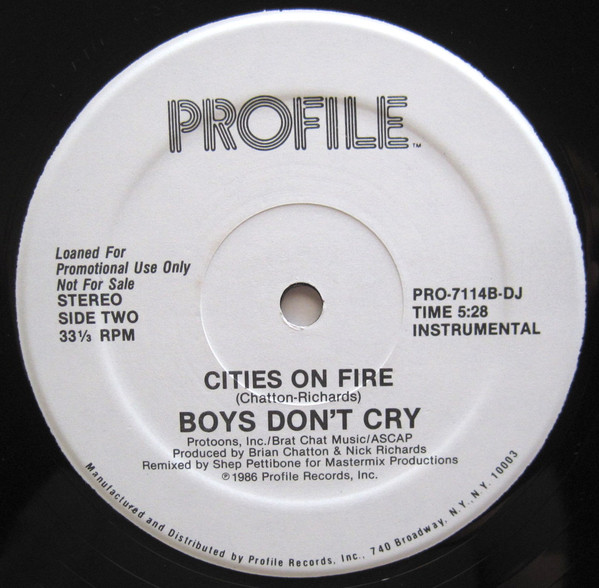 PROFILE™
Loaned For
Promotional Use Only
Not For Sale
STEREO
SIDE TWO
33⅓ RPM
PRO-7114B-DJ
TIME 5:28
INSTRUMENTAL
CITIES ON FIRE
(Chatton-Richards)
BOYS DON'T CRY
Protoons, Inc./Brat Chat Music/ASCAP
Produced by Brian Chatton & Nick Richards
Remixed by Shep Pettibone for Mastermix Productions
℗1986 Profile Records, Inc.
Manufactured and Distributed by Profile Records, Inc., 740 Broadway, N.Y., N.Y. 10003